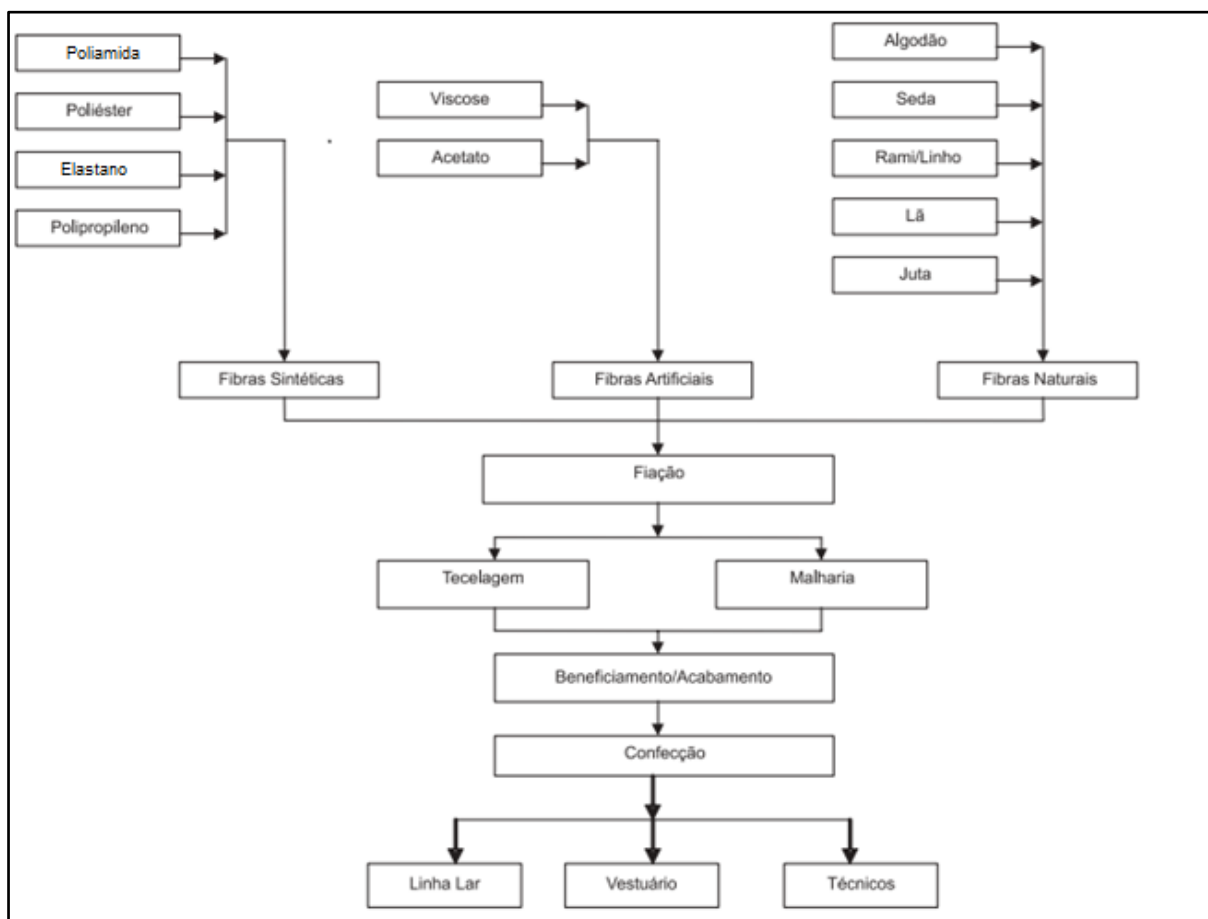 Poliamida
Poliéster
Elastano
Polipropileno
Viscose
Acetato
Algodão
Seda
Rami/Linho
Lã
Juta
Fibras Sintéticas
Fibras Artificiais
Fibras Naturais
Fiação
Tecelagem
Malharia
Beneficiamento/Acabamento
Confecção
Linha Lar
Vestuário
Técnicos